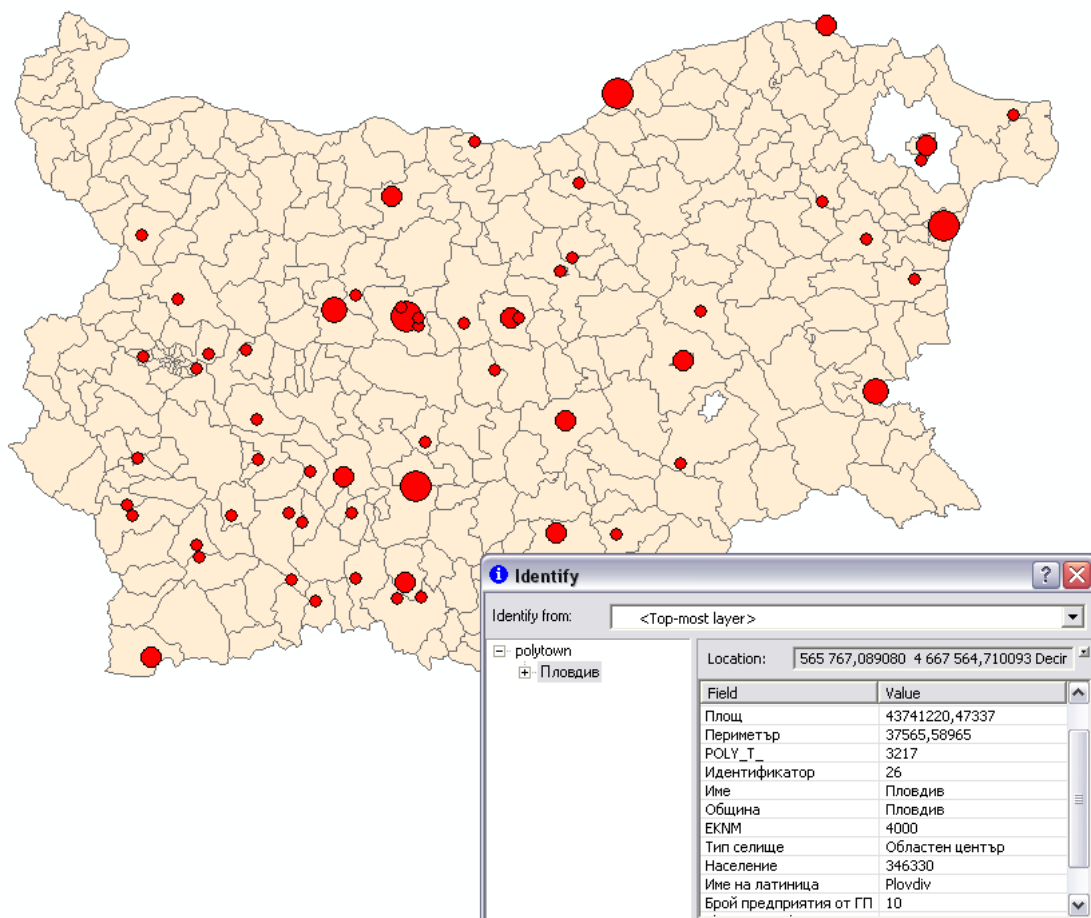 Identify
Identify from: <Top-most layer>
polytown
Пловдив
Location: 565 767,089080 4 667 564,710093 Decir
Field Value
Площ 43741220,47337
Периметър 37565,58965
POLY_T_ 3217
Идентификатор 26
Име Пловдив
Община Пловдив
EKNM 4000
Тип селище Областен център
Население 346330
Име на латиница Plovdiv
Брой предприятия от ГП 10